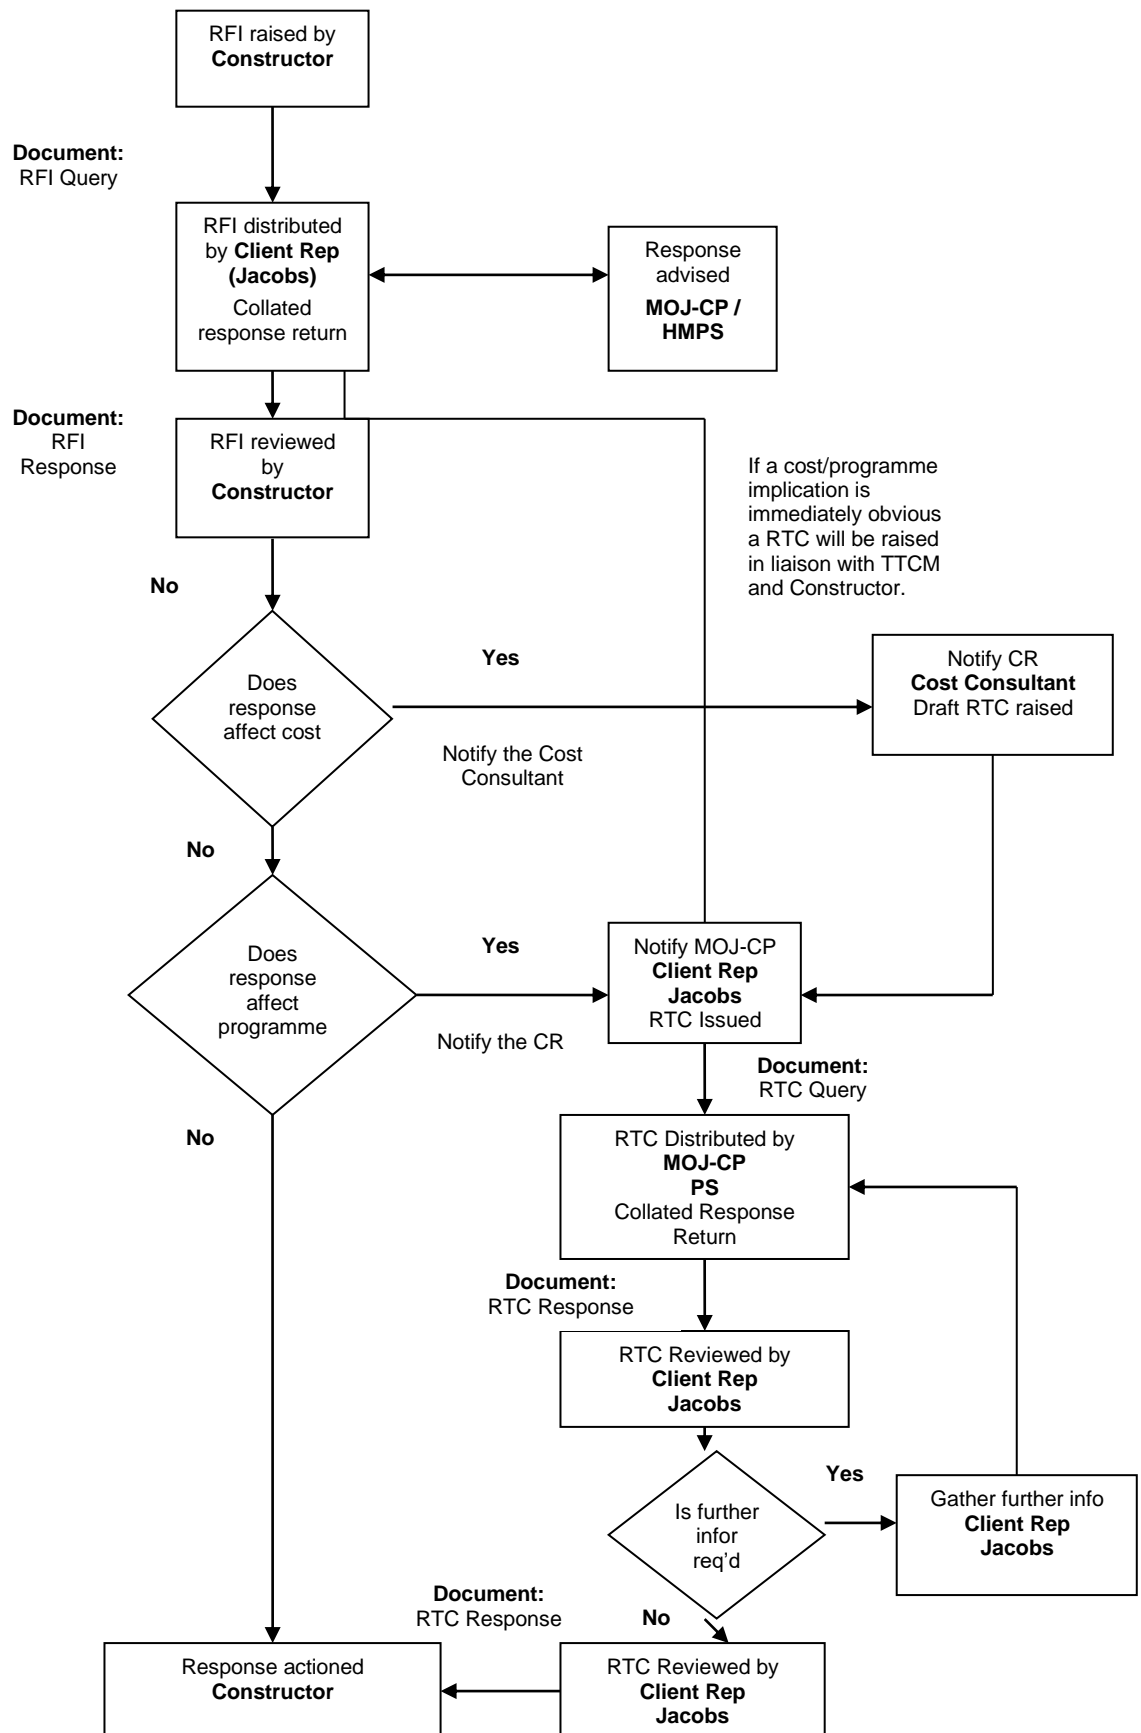 RFI raised by
Constructor
Document:
RFI Query
RFI distributed
by Client Rep
(Jacobs)
Collated
response return
Response
advised
MOJ-CP /
HMPS
Document:
RFI
Response
RFI reviewed
by
Constructor
If a cost/programme
implication is
immediately obvious
a RTC will be raised
in liaison with TTCM
and Constructor.
No
Does
response
affect cost
Yes
Notify the Cost
Consultant
Notify CR
Cost Consultant
Draft RTC raised
No
Does
response
affect
programme
Yes
Notify the CR
Notify MOJ-CP
Client Rep
Jacobs
RTC Issued
Document:
RTC Query
No
RTC Distributed by
MOJ-CP
PS
Collated Response
Return
Document:
RTC Response
RTC Reviewed by
Client Rep
Jacobs
Is further
infor
req’d
Yes
Gather further info
Client Rep
Jacobs
Document:
RTC Response
No
Response actioned
Constructor
RTC Reviewed by
Client Rep
Jacobs